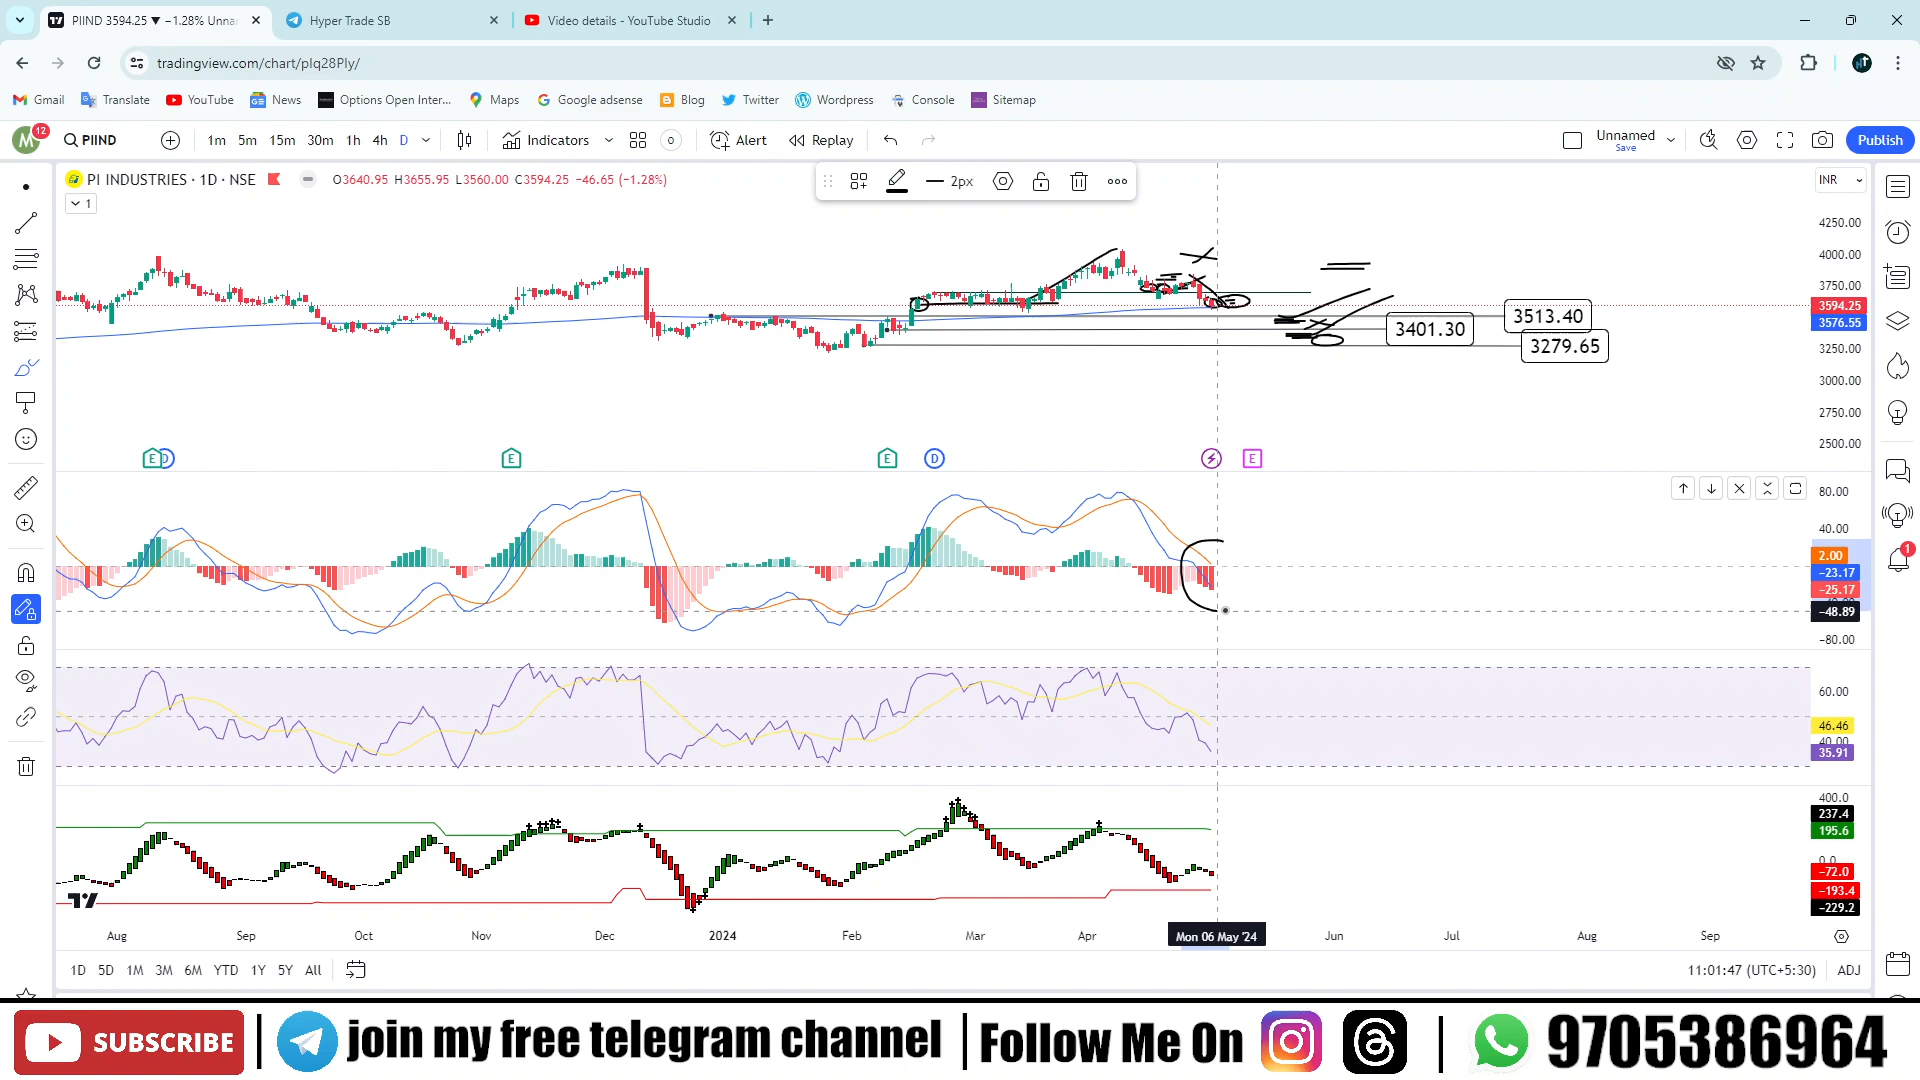 PIIND 3594.25 ▼ −1.28% Unna
Hyper Trade SB
Video details - YouTube Studio
tradingview.com/chart/pIq28Ply/
Gmail
Translate
YouTube
News
Options Open Inter...
Maps
Google adsense
Blog
Twitter
Wordpress
Console
Sitemap
M
12
PIIND
1m 5m 15m 30m 1h 4h D
Indicators
Alert
Replay
Unnamed
Save
Publish
PI INDUSTRIES · 1D · NSE
O3640.95 H3655.95 L3560.00 C3594.25 −46.65 (−1.28%)
1
2px
INR
4250.00
4000.00
3750.00
3594.25
3576.55
3250.00
3000.00
2750.00
2500.00
3513.40
3401.30
3279.65
E D E E D E
80.00
40.00
2.00
−23.17
−25.17
−48.89
−80.00
60.00
46.46
40.00
35.91
400.0
237.4
195.6
0.0
−72.0
−193.4
−229.2
Aug Sep Oct Nov Dec 2024 Feb Mar Apr Mon 06 May '24 Jun Jul Aug Sep
1D 5D 1M 3M 6M YTD 1Y 5Y All
11:01:47 (UTC+5:30) ADJ
1
SUBSCRIBE | join my free telegram channel | Follow Me On | 9705386964